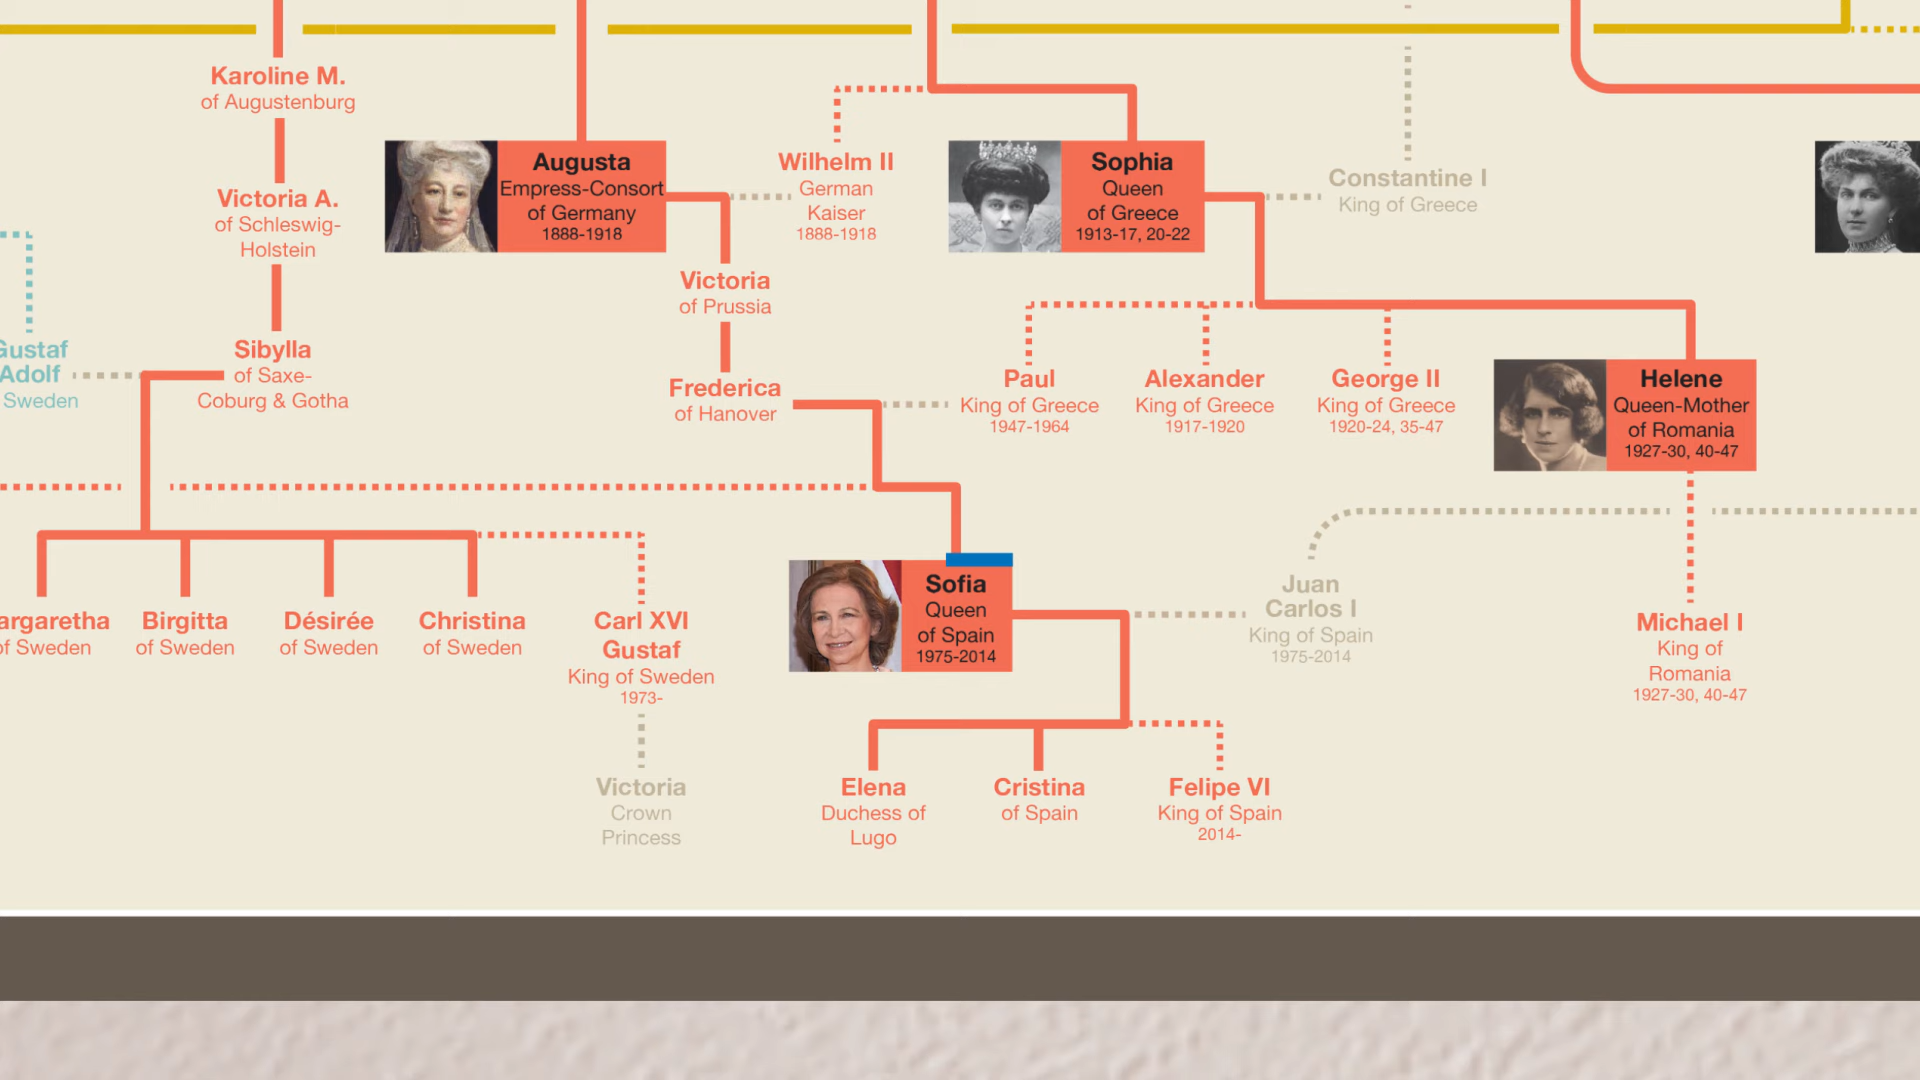 Karoline M.
of Augustenburg
Augusta
Empress-Consort
of Germany
1888-1918
Wilhelm II
German
Kaiser
1888-1918
Sophia
Queen
of Greece
1913-17, 20-22
Constantine I
King of Greece
Victoria A.
of Schleswig-
Holstein
Victoria
of Prussia
Gustaf
Adolf
Sweden
Sibylla
of Saxe-
Coburg & Gotha
Frederica
of Hanover
Paul
King of Greece
1947-1964
Alexander
King of Greece
1917-1920
George II
King of Greece
1920-24, 35-47
Helene
Queen-Mother
of Romania
1927-30, 40-47
argaretha
of Sweden
Birgitta
of Sweden
Désirée
of Sweden
Christina
of Sweden
Carl XVI
Gustaf
King of Sweden
1973-
Sofia
Queen
of Spain
1975-2014
Juan
Carlos I
King of Spain
1975-2014
Michael I
King of
Romania
1927-30, 40-47
Victoria
Crown
Princess
Elena
Duchess of
Lugo
Cristina
of Spain
Felipe VI
King of Spain
2014-